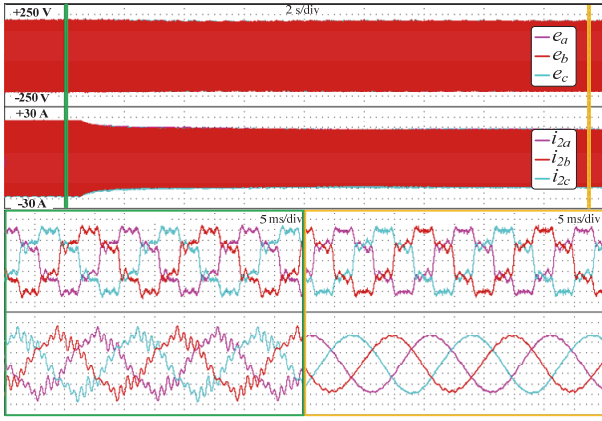 +250 V
2 s/div
e_a
e_b
e_c
-250 V
+30 A
i_2a
i_2b
i_2c
-30 A
5 ms/div
5 ms/div